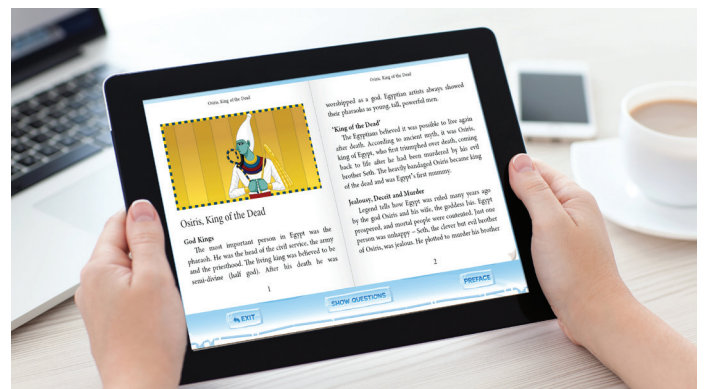 Osiris, King of the Dead
Osiris, King of the Dead
God Kings
The most important person in Egypt was the
pharaoh. He was the head of the civil service, the army
and the priesthood. The living king was believed to be
semi-divine (half god). After his death he was
1
Osiris, King of the Dead
worshipped as a god. Egyptian artists always showed
their pharaohs as young, tall, powerful men.
'King of the Dead'
The Egyptians believed it was possible to live again
after death. According to ancient myth, it was Osiris,
king of Egypt, who first triumphed over death, coming
back to life after he had been murdered by his evil
brother Seth. The heavily bandaged Osiris became king
of the dead and was Egypt's first mummy.
Jealousy, Deceit and Murder
Legend tells how Egypt was ruled many years ago
by the god Osiris and his wife, the goddess Isis. Egypt
prospered, and mortal people were contented. Just one
person was unhappy – Seth, the clever but evil brother
of Osiris, was jealous. He plotted to murder his brother
2
EXIT
SHOW QUESTIONS
PREFACE